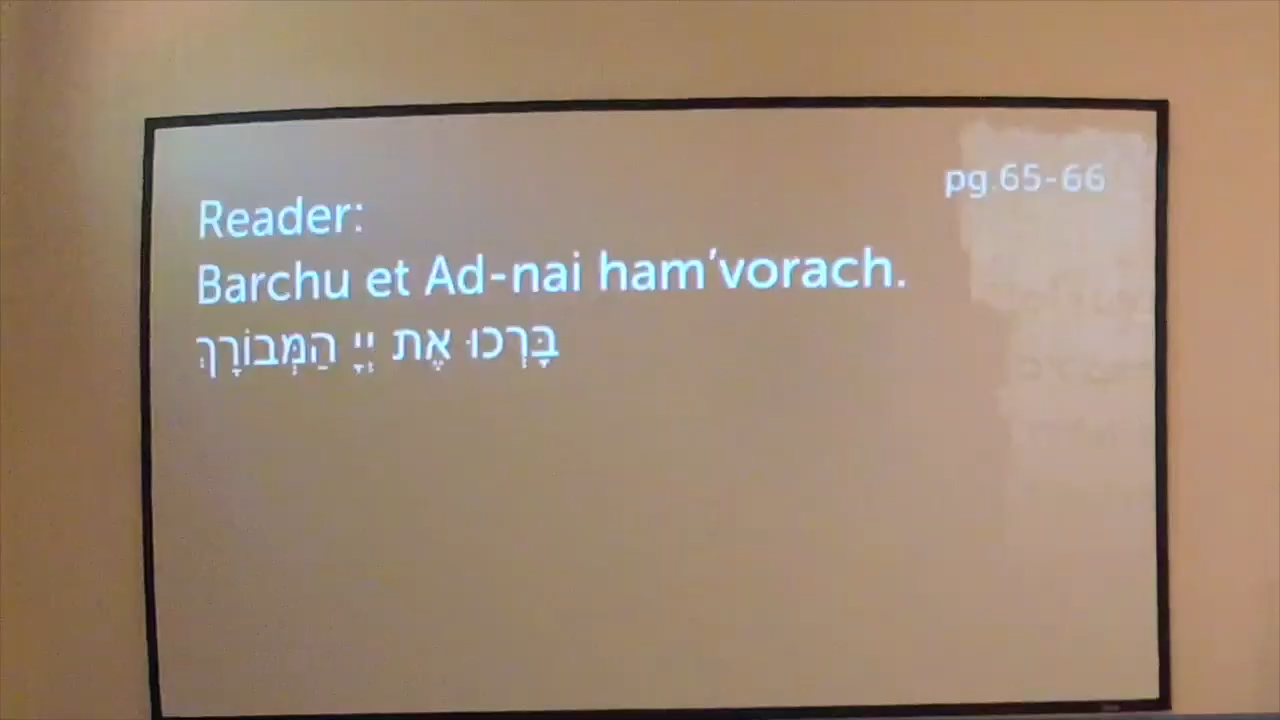 pg.65-66
Reader:
Barchu et Ad-nai ham'vorach.
בָּרְכוּ אֶת יְיָ הַמְּבוֹרָךְ